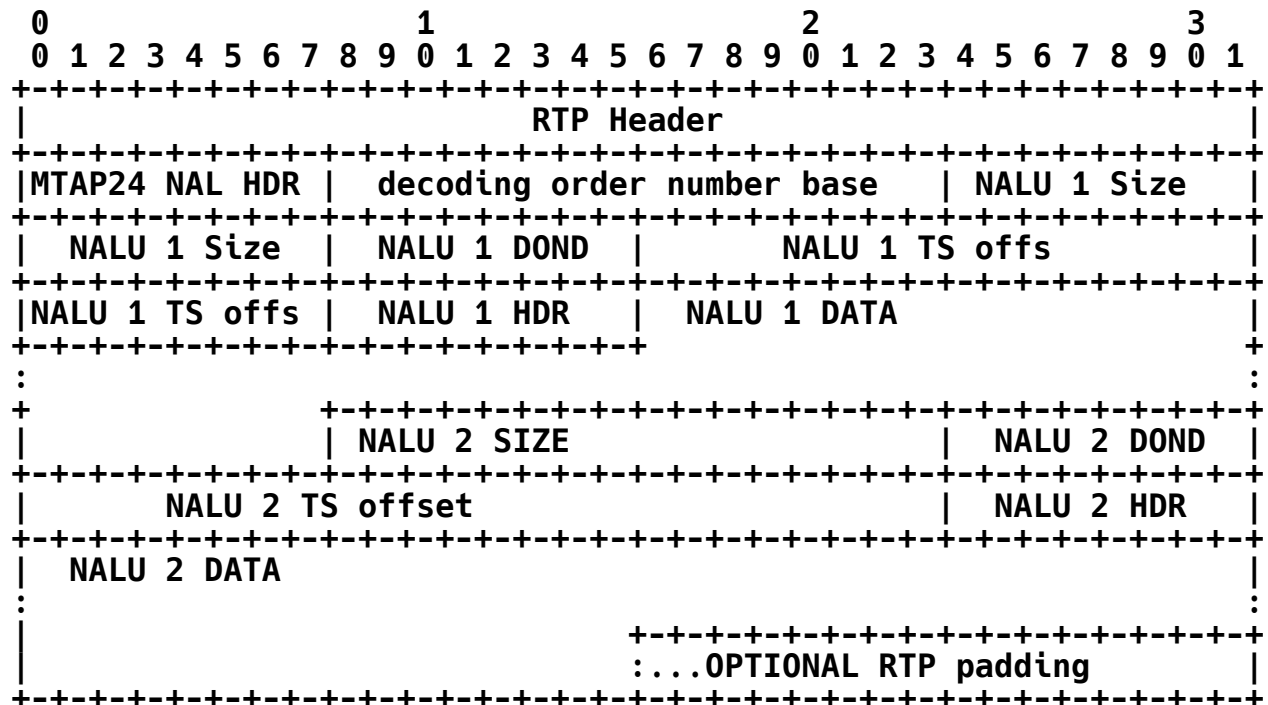 0                   1                   2                   3
 0 1 2 3 4 5 6 7 8 9 0 1 2 3 4 5 6 7 8 9 0 1 2 3 4 5 6 7 8 9 0 1
+-+-+-+-+-+-+-+-+-+-+-+-+-+-+-+-+-+-+-+-+-+-+-+-+-+-+-+-+-+-+-+-+
|                          RTP Header                           |
+-+-+-+-+-+-+-+-+-+-+-+-+-+-+-+-+-+-+-+-+-+-+-+-+-+-+-+-+-+-+-+-+
|MTAP24 NAL HDR |  decoding order number base   | NALU 1 Size   |
+-+-+-+-+-+-+-+-+-+-+-+-+-+-+-+-+-+-+-+-+-+-+-+-+-+-+-+-+-+-+-+-+
|  NALU 1 Size  |  NALU 1 DOND  |       NALU 1 TS offs          |
+-+-+-+-+-+-+-+-+-+-+-+-+-+-+-+-+-+-+-+-+-+-+-+-+-+-+-+-+-+-+-+-+
|NALU 1 TS offs |  NALU 1 HDR   |  NALU 1 DATA                  |
+-+-+-+-+-+-+-+-+-+-+-+-+-+-+-+-+                               +
:                                                               :
+               +-+-+-+-+-+-+-+-+-+-+-+-+-+-+-+-+-+-+-+-+-+-+-+-+
|               | NALU 2 SIZE                   |  NALU 2 DOND  |
+-+-+-+-+-+-+-+-+-+-+-+-+-+-+-+-+-+-+-+-+-+-+-+-+-+-+-+-+-+-+-+-+
|       NALU 2 TS offset                        |  NALU 2 HDR   |
+-+-+-+-+-+-+-+-+-+-+-+-+-+-+-+-+-+-+-+-+-+-+-+-+-+-+-+-+-+-+-+-+
|  NALU 2 DATA                                                  |
:                                                               :
|                               +-+-+-+-+-+-+-+-+-+-+-+-+-+-+-+-+
|                               :...OPTIONAL RTP padding        |
+-+-+-+-+-+-+-+-+-+-+-+-+-+-+-+-+-+-+-+-+-+-+-+-+-+-+-+-+-+-+-+-+